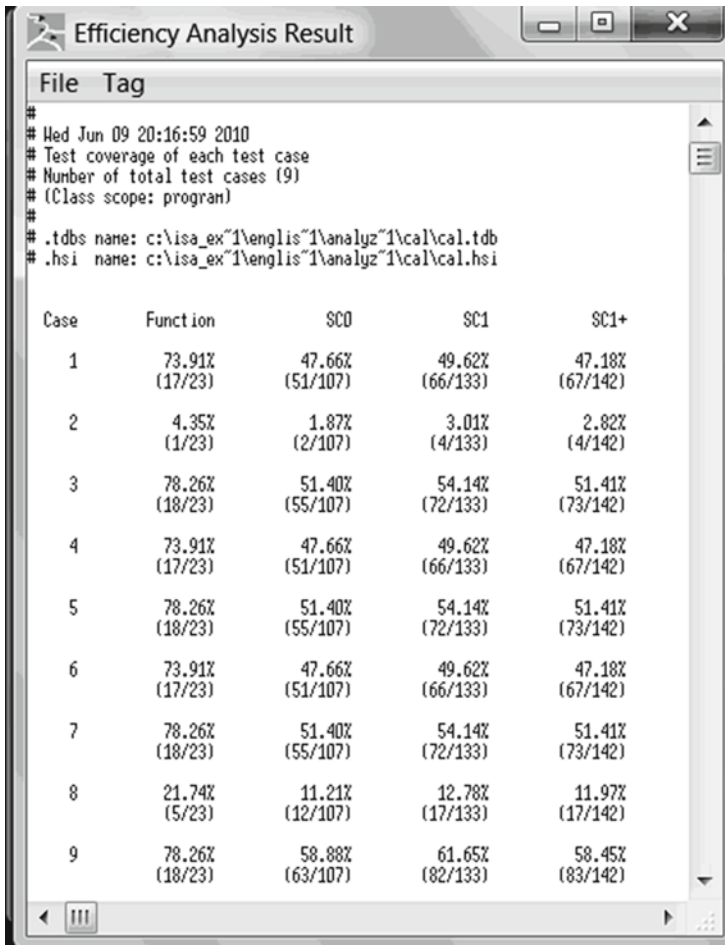 Efficiency Analysis Result
File Tag
#
# Wed Jun 09 20:16:59 2010
# Test coverage of each test case
# Number of total test cases (9)
# (Class scope: program)
#
# .tdbs name: c:\isa_ex~1\englis~1\analyz~1\cal\cal.tdb
# .hsi name: c:\isa_ex~1\englis~1\analyz~1\cal\cal.hsi
Case Function SC0 SC1 SC1+
1 73.91% 47.66% 49.62% 47.18%
(17/23) (51/107) (66/133) (67/142)
2 4.35% 1.87% 3.01% 2.82%
(1/23) (2/107) (4/133) (4/142)
3 78.26% 51.40% 54.14% 51.41%
(18/23) (55/107) (72/133) (73/142)
4 73.91% 47.66% 49.62% 47.18%
(17/23) (51/107) (66/133) (67/142)
5 78.26% 51.40% 54.14% 51.41%
(18/23) (55/107) (72/133) (73/142)
6 73.91% 47.66% 49.62% 47.18%
(17/23) (51/107) (66/133) (67/142)
7 78.26% 51.40% 54.14% 51.41%
(18/23) (55/107) (72/133) (73/142)
8 21.74% 11.21% 12.78% 11.97%
(5/23) (12/107) (17/133) (17/142)
9 78.26% 58.88% 61.65% 58.45%
(18/23) (63/107) (82/133) (83/142)